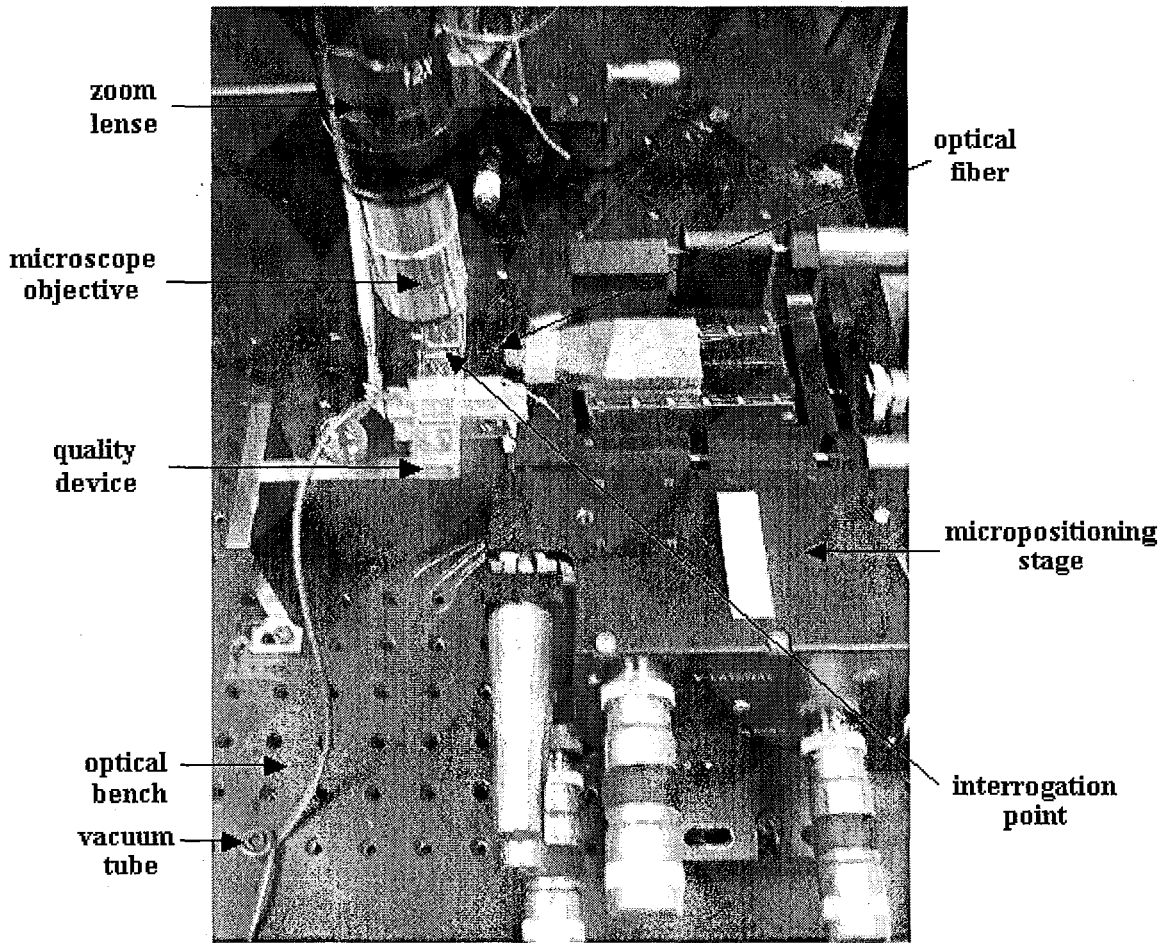 zoom
lense
optical
fiber
microscope
objective
quality
device
micropositioning
stage
optical
bench
interrogation
point
vacuum
tube